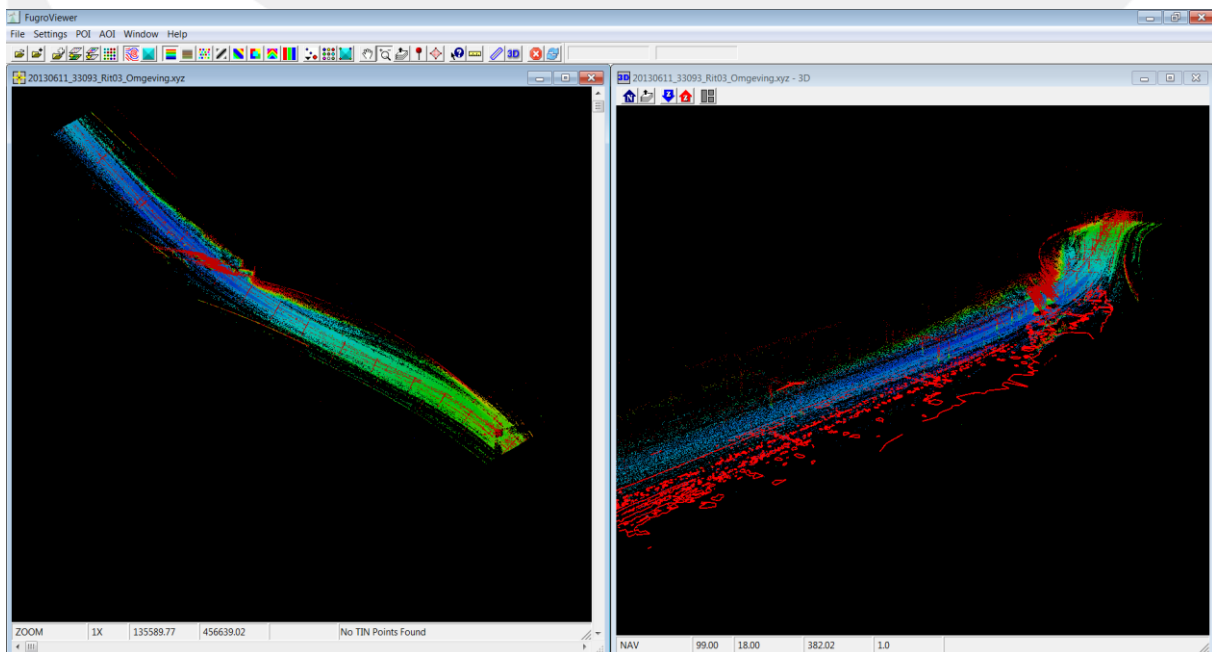 FugroViewer
File Settings POI AOI Window Help
3D
20130611_33093_Rit03_Omgeving.xyz
3D 20130611_33093_Rit03_Omgeving.xyz - 3D
N Z Z
ZOOM 1X 135589.77 456639.02 No TIN Points Found
NAV 99.00 18.00 382.02 1.0